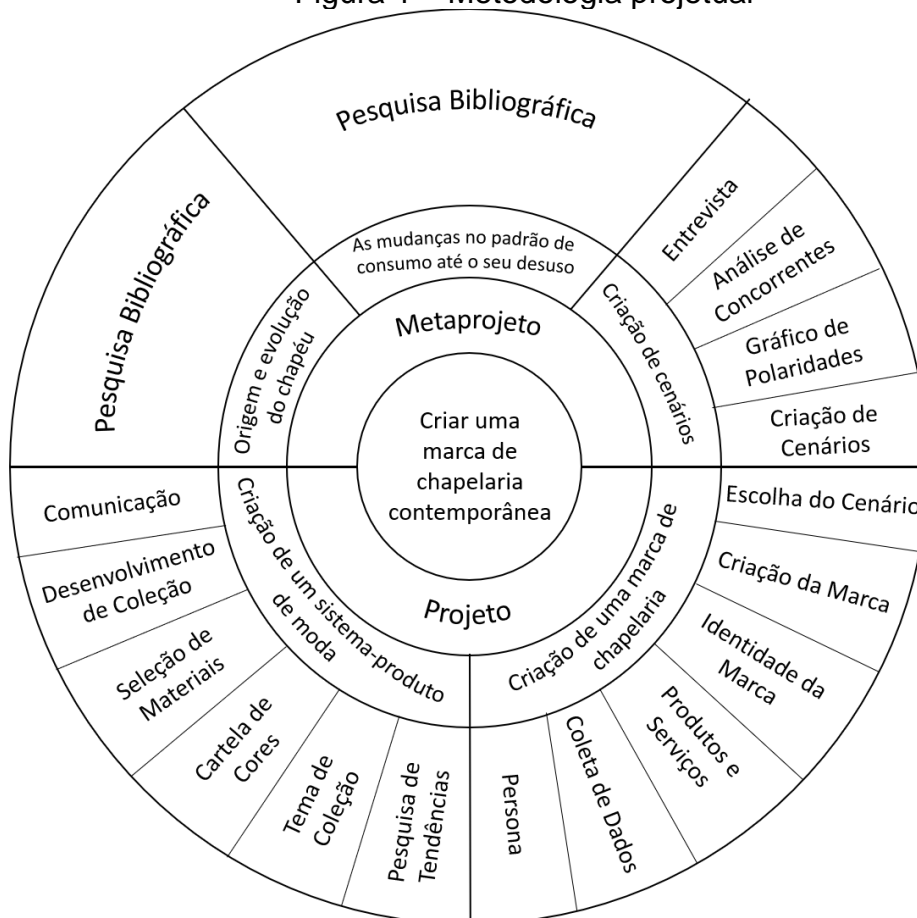 Figura 4 – Metodologia projetual
Pesquisa Bibliográfica
Pesquisa Bibliográfica
Entrevista
Análise de
Concorrentes
Gráfico de
Polaridades
Criação de
Cenários
Origem e evolução
do chapéu
As mudanças no padrão de
consumo até o seu desuso
Criação de cenários
Metaprojeto
Criar uma
marca de
chapelaria
contemporânea
Projeto
Criação de um sistema-produto
de moda
Criação de uma marca de
chapelaria
Escolha do Cenário
Criação da Marca
Identidade da
Marca
Produtos e
Serviços
Coleta de Dados
Persona
Pesquisa de
Tendências
Tema de
Coleção
Cartela de
Cores
Seleção de
Materiais
Desenvolvimento
de Coleção
Comunicação